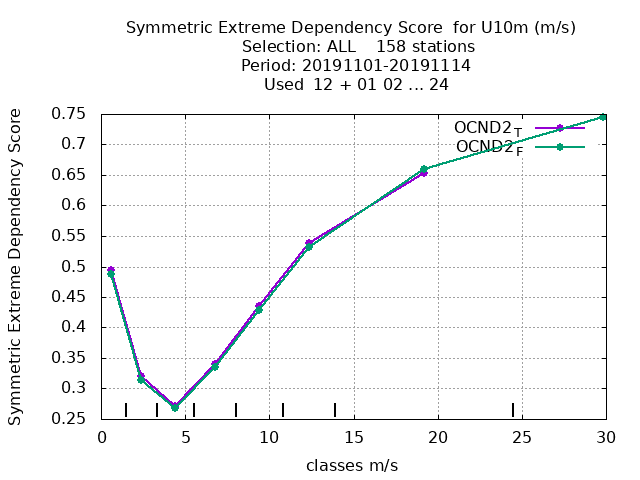 Symmetric Extreme Dependency Score  for U10m (m/s)
Selection: ALL    158 stations
Period: 20191101-20191114
Used  12 + 01 02 ... 24
Symmetric Extreme Dependency Score
0.75
0.7
0.65
0.6
0.55
0.5
0.45
0.4
0.35
0.3
0.25
OCND2T
OCND2F
0 5 10 15 20 25 30
classes m/s